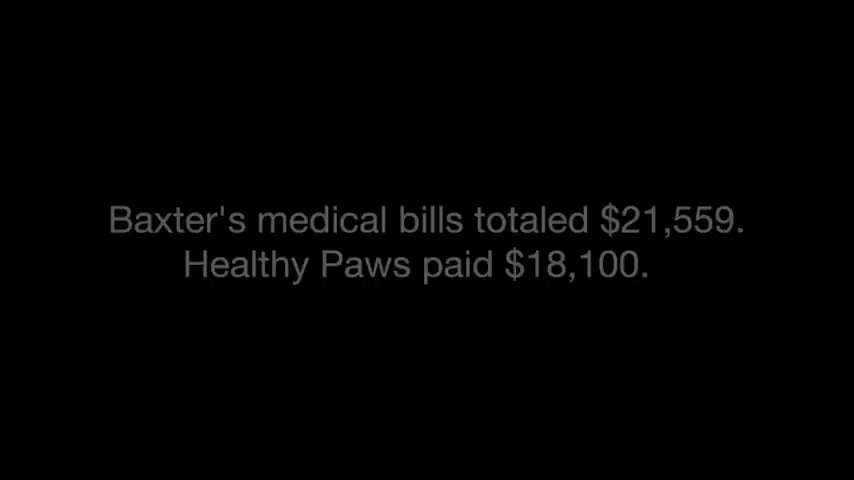 Baxter's medical bills totaled $21,559.
Healthy Paws paid $18,100.